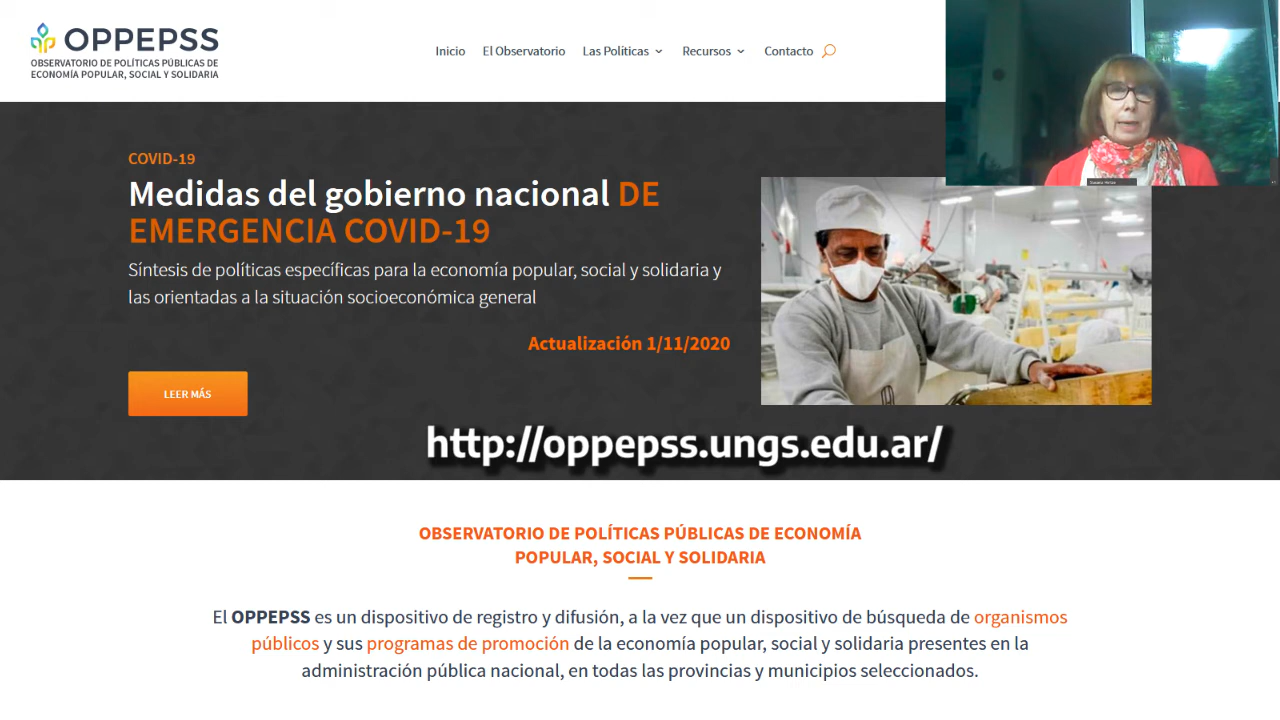 OPPEPSS
OBSERVATORIO DE POLÍTICAS PÚBLICAS DE
ECONOMÍA POPULAR, SOCIAL Y SOLIDARIA
Inicio El Observatorio Las Politicas Recursos Contacto
COVID-19
Medidas del gobierno nacional DE
EMERGENCIA COVID-19
Síntesis de políticas específicas para la economía popular, social y solidaria y
las orientadas a la situación socioeconómica general
Actualización 1/11/2020
LEER MÁS
http://oppepss.ungs.edu.ar/
OBSERVATORIO DE POLÍTICAS PÚBLICAS DE ECONOMÍA
POPULAR, SOCIAL Y SOLIDARIA
El OPPEPSS es un dispositivo de registro y difusión, a la vez que un dispositivo de búsqueda de organismos
públicos y sus programas de promoción de la economía popular, social y solidaria presentes en la
administración pública nacional, en todas las provincias y municipios seleccionados.